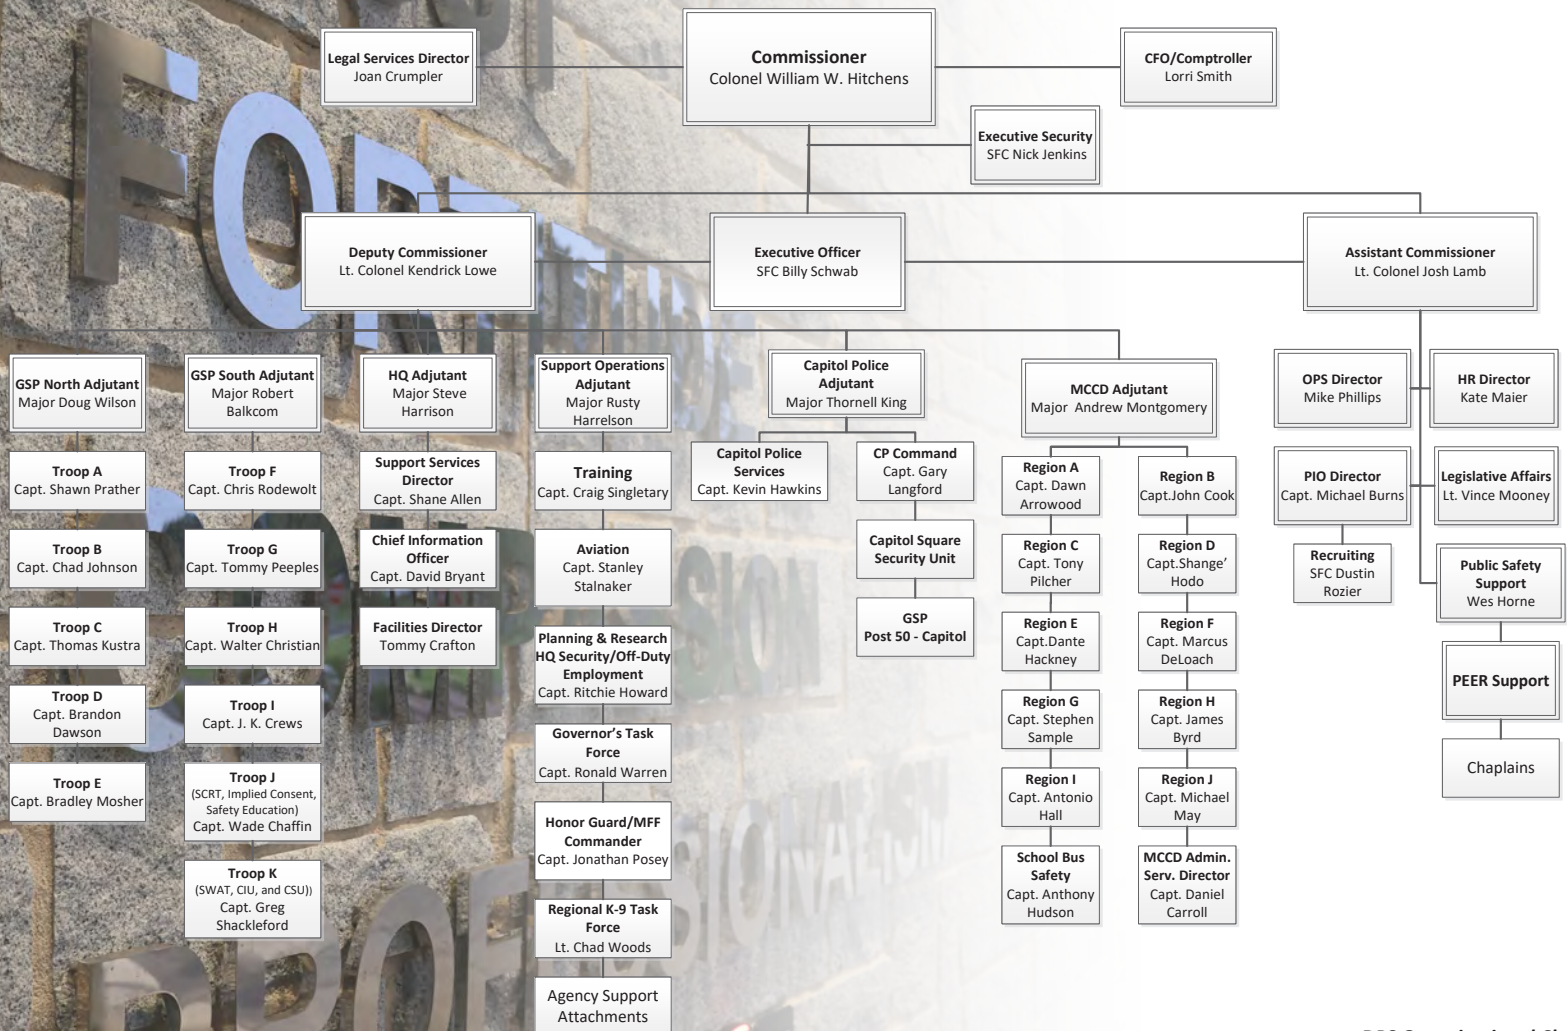 Legal Services Director
Joan Crumpler
Commissioner
Colonel William W. Hitchens
CFO/Comptroller
Lorri Smith
Executive Security
SFC Nick Jenkins
Deputy Commissioner
Lt. Colonel Kendrick Lowe
Executive Officer
SFC Billy Schwab
Assistant Commissioner
Lt. Colonel Josh Lamb
GSP North Adjutant
Major Doug Wilson
GSP South Adjutant
Major Robert
Balkcom
HQ Adjutant
Major Steve
Harrison
Support Operations
Adjutant
Major Rusty
Harrelson
Capitol Police
Adjutant
Major Thornell King
MCCD Adjutant
Major  Andrew Montgomery
OPS Director
Mike Phillips
HR Director
Kate Maier
Troop A
Capt. Shawn Prather
Troop B
Capt. Chad Johnson
Troop C
Capt. Thomas Kustra
Troop D
Capt. Brandon
Dawson
Troop E
Capt. Bradley Mosher
Troop F
Capt. Chris Rodewolt
Troop G
Capt. Tommy Peeples
Troop H
Capt. Walter Christian
Troop I
Capt. J. K. Crews
Troop J
(SCRT, Implied Consent,
Safety Education)
Capt. Wade Chaffin
Troop K
(SWAT, CIU, and CSU))
Capt. Greg
Shackleford
Support Services
Director
Capt. Shane Allen
Chief Information
Officer
Capt. David Bryant
Facilities Director
Tommy Crafton
Training
Capt. Craig Singletary
Aviation
Capt. Stanley
Stalnaker
Planning & Research
HQ Security/Off-Duty
Employment
Capt. Ritchie Howard
Governor's Task
Force
Capt. Ronald Warren
Honor Guard/MFF
Commander
Capt. Jonathan Posey
Regional K-9 Task
Force
Lt. Chad Woods
Agency Support
Attachments
Capitol Police
Services
Capt. Kevin Hawkins
CP Command
Capt. Gary
Langford
Capitol Square
Security Unit
GSP
Post 50 - Capitol
Region A
Capt. Dawn
Arrowood
Region C
Capt. Tony
Pilcher
Region E
Capt.Dante
Hackney
Region G
Capt. Stephen
Sample
Region I
Capt. Antonio
Hall
School Bus
Safety
Capt. Anthony
Hudson
Region B
Capt.John Cook
Region D
Capt.Shange’
Hodo
Region F
Capt. Marcus
DeLoach
Region H
Capt. James
Byrd
Region J
Capt. Michael
May
MCCD Admin.
Serv. Director
Capt. Daniel
Carroll
PIO Director
Capt. Michael Burns
Legislative Affairs
Lt. Vince Mooney
Recruiting
SFC Dustin
Rozier
Public Safety
Support
Wes Horne
PEER Support
Chaplains